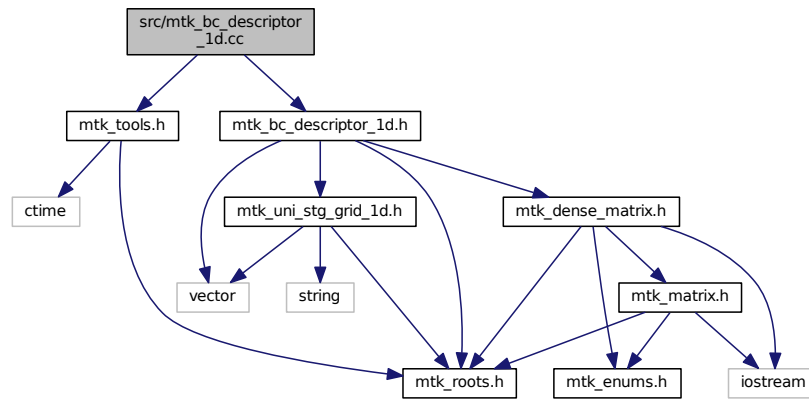 src/mtk_bc_descriptor
_1d.cc
mtk_tools.h
mtk_bc_descriptor_1d.h
ctime
mtk_uni_stg_grid_1d.h
mtk_dense_matrix.h
vector
string
mtk_matrix.h
mtk_roots.h
mtk_enums.h
iostream